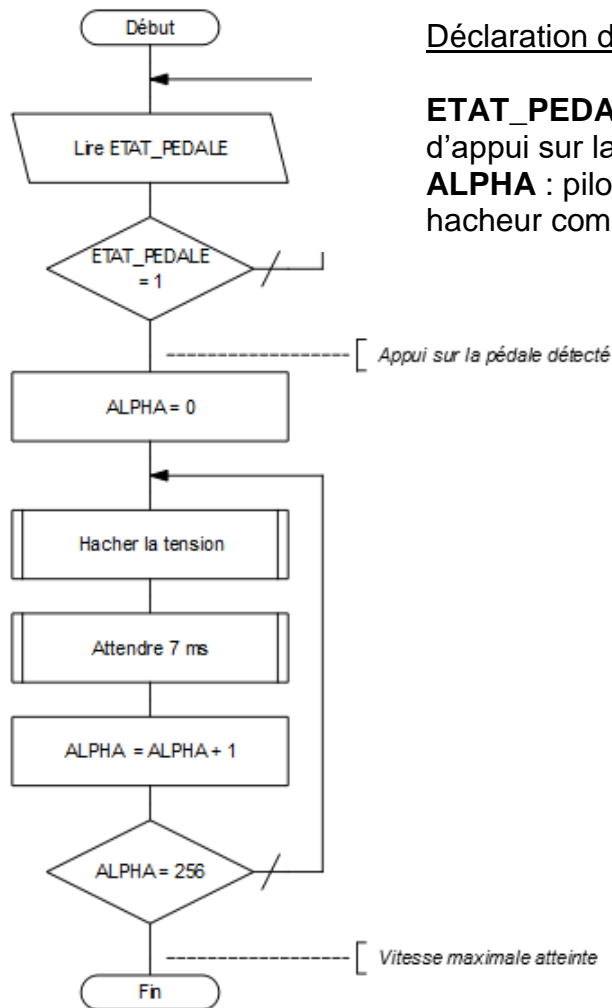 Début
Déclaration d
ETAT_PEDA
d'appui sur la
ALPHA : pilo
hacheur com
Lire ETAT_PEDALE
ETAT_PEDALE
= 1
Appui sur la pédale détecté
ALPHA = 0
Hacher la tension
Attendre 7 ms
ALPHA = ALPHA + 1
ALPHA = 256
Vitesse maximale atteinte
Fin